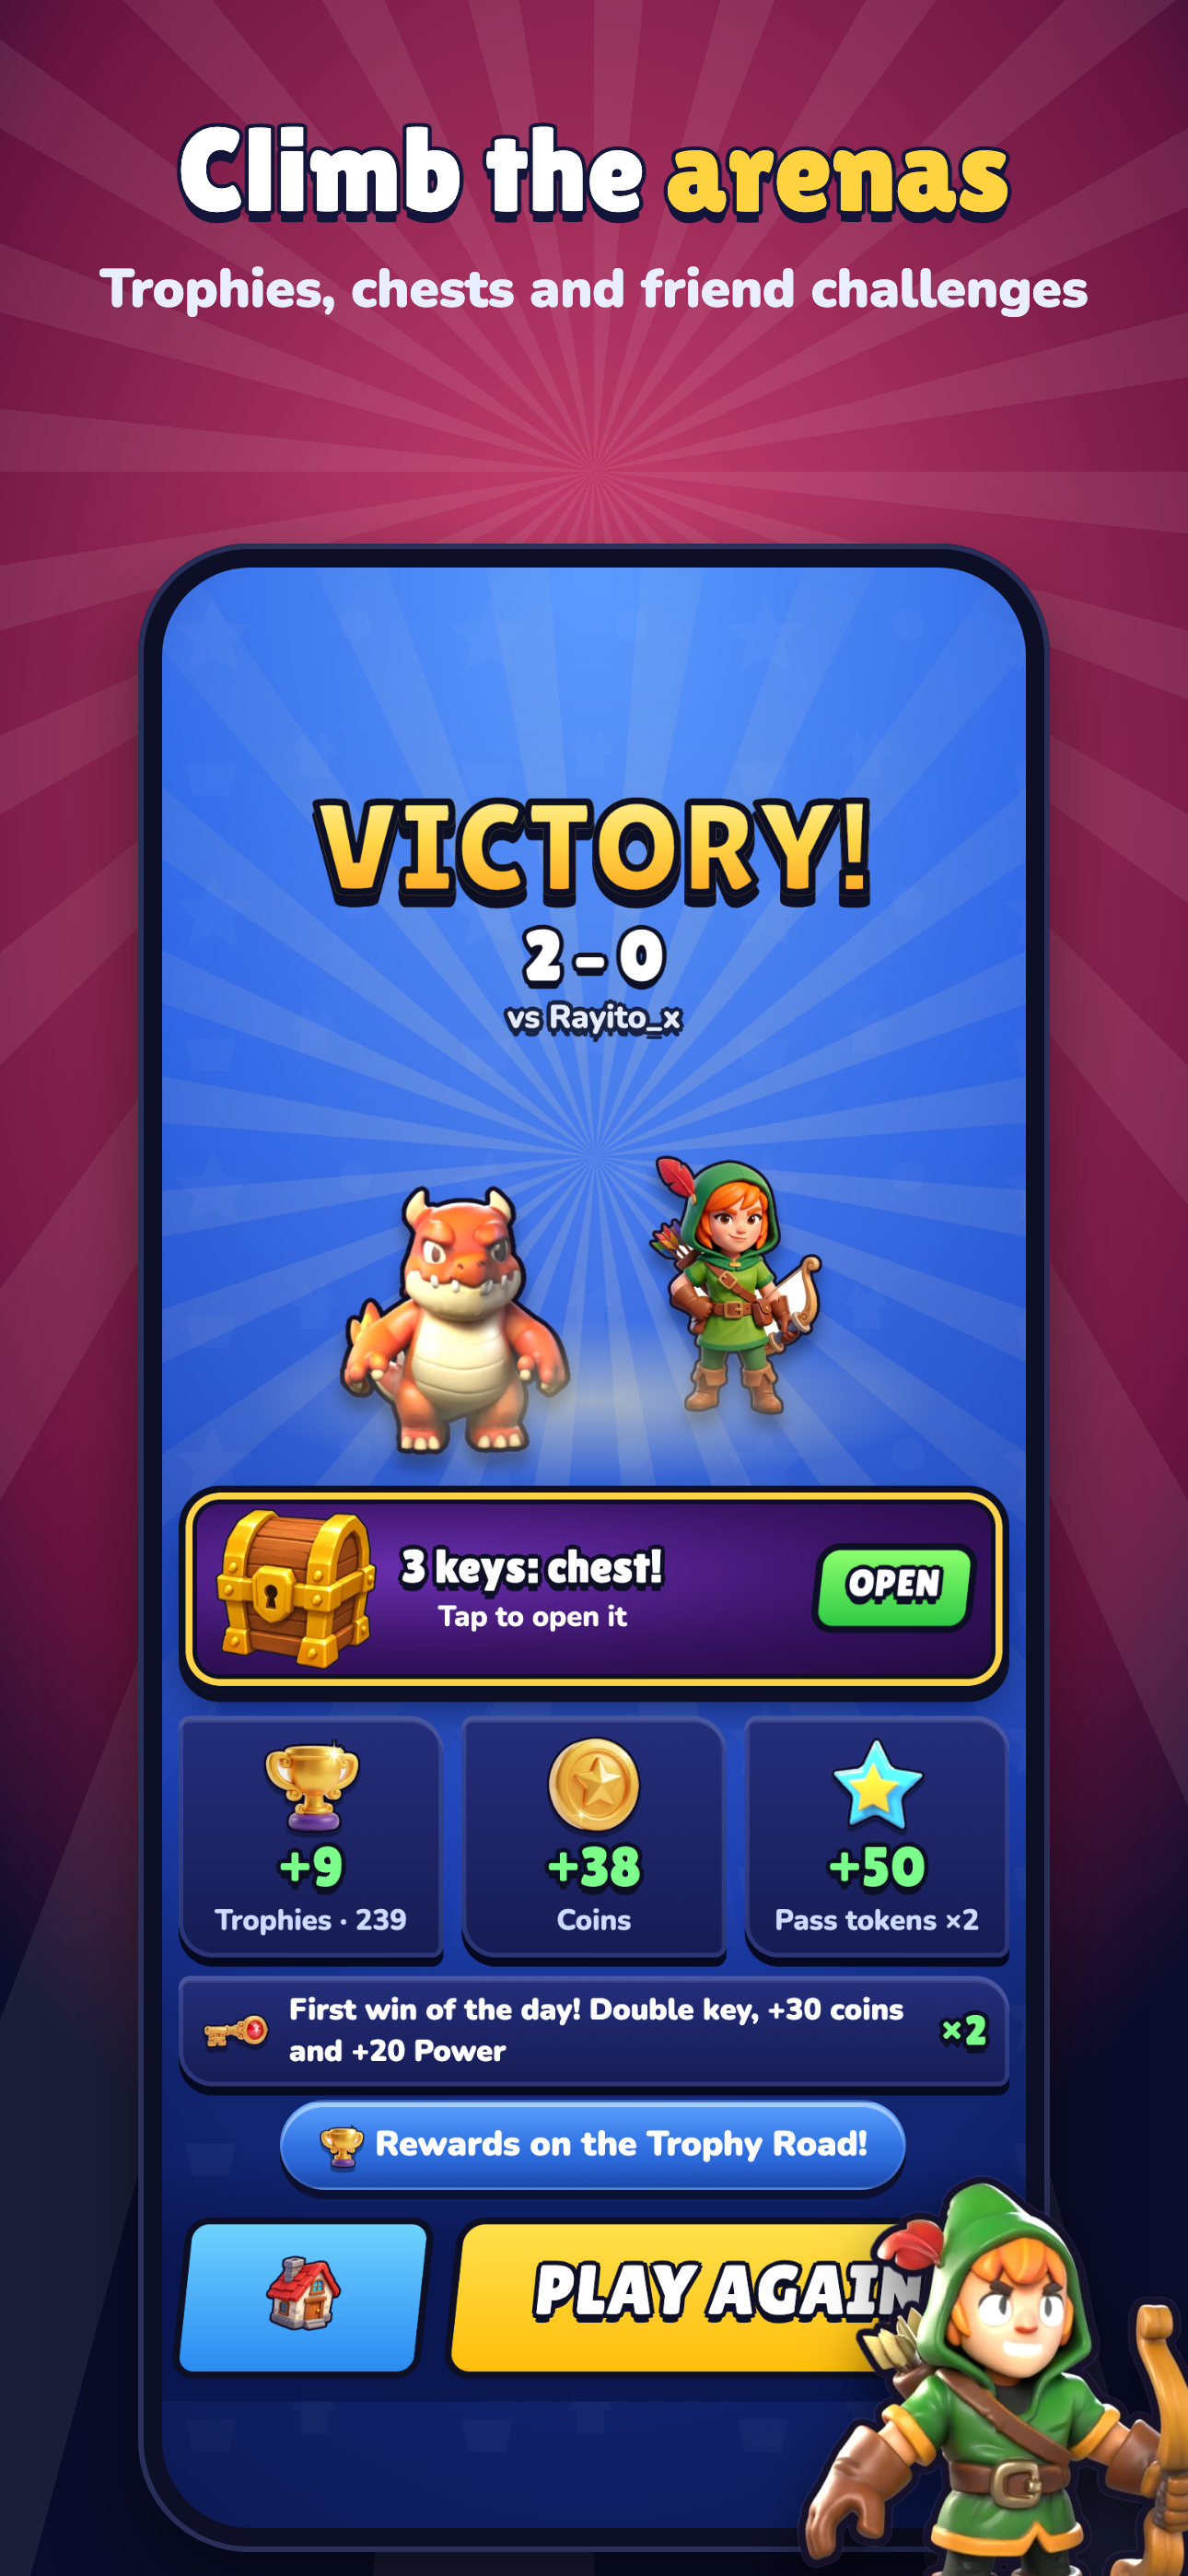 Climb the arenas
Trophies, chests and friend challenges
VICTORY!
2 – 0
vs Rayito_x
3 keys: chest!
Tap to open it
OPEN
+9
Trophies · 239
+38
Coins
+50
Pass tokens ×2
First win of the day! Double key, +30 coins
and +20 Power
×2
Rewards on the Trophy Road!
PLAY AGAIN